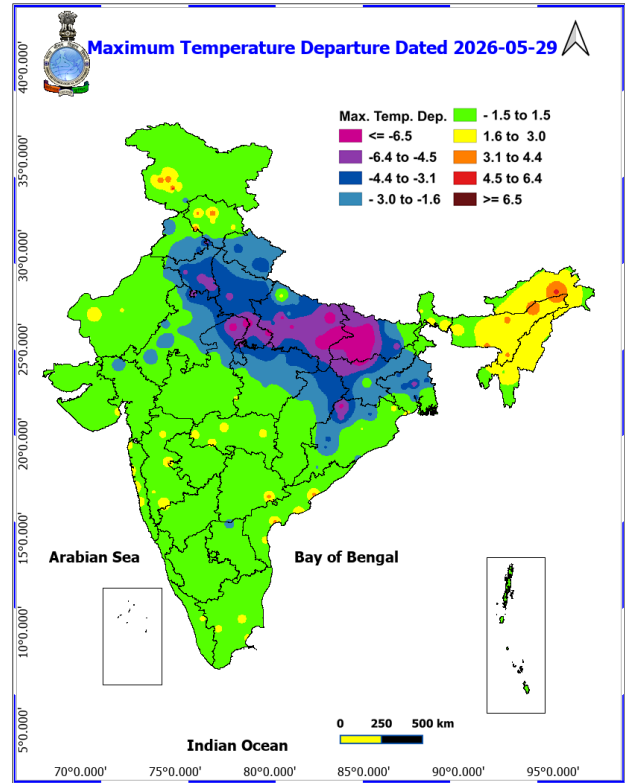 Maximum Temperature Departure Dated 2026-05-29
Max. Temp. Dep.
<= -6.5
-6.4 to -4.5
-4.4 to -3.1
- 3.0 to -1.6
- 1.5 to 1.5
1.6 to 3.0
3.1 to 4.4
4.5 to 6.4
>= 6.5
40°0.000'
35°0.000'
30°0.000'
25°0.000'
20°0.000'
15°0.000'
10°0.000'
5°0.000'
Arabian Sea
Bay of Bengal
Indian Ocean
0 250 500 km
70°0.000' 75°0.000' 80°0.000' 85°0.000' 90°0.000' 95°0.000'